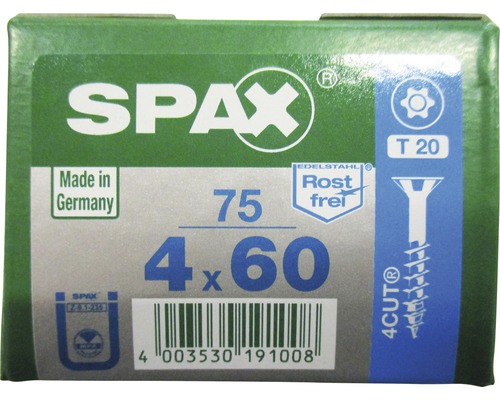 SPAX®
T 20
Made in
Germany
EDELSTAHL®
Rost
frei
75
4 x 60
4CUT®
SPAX
4 003530 191008